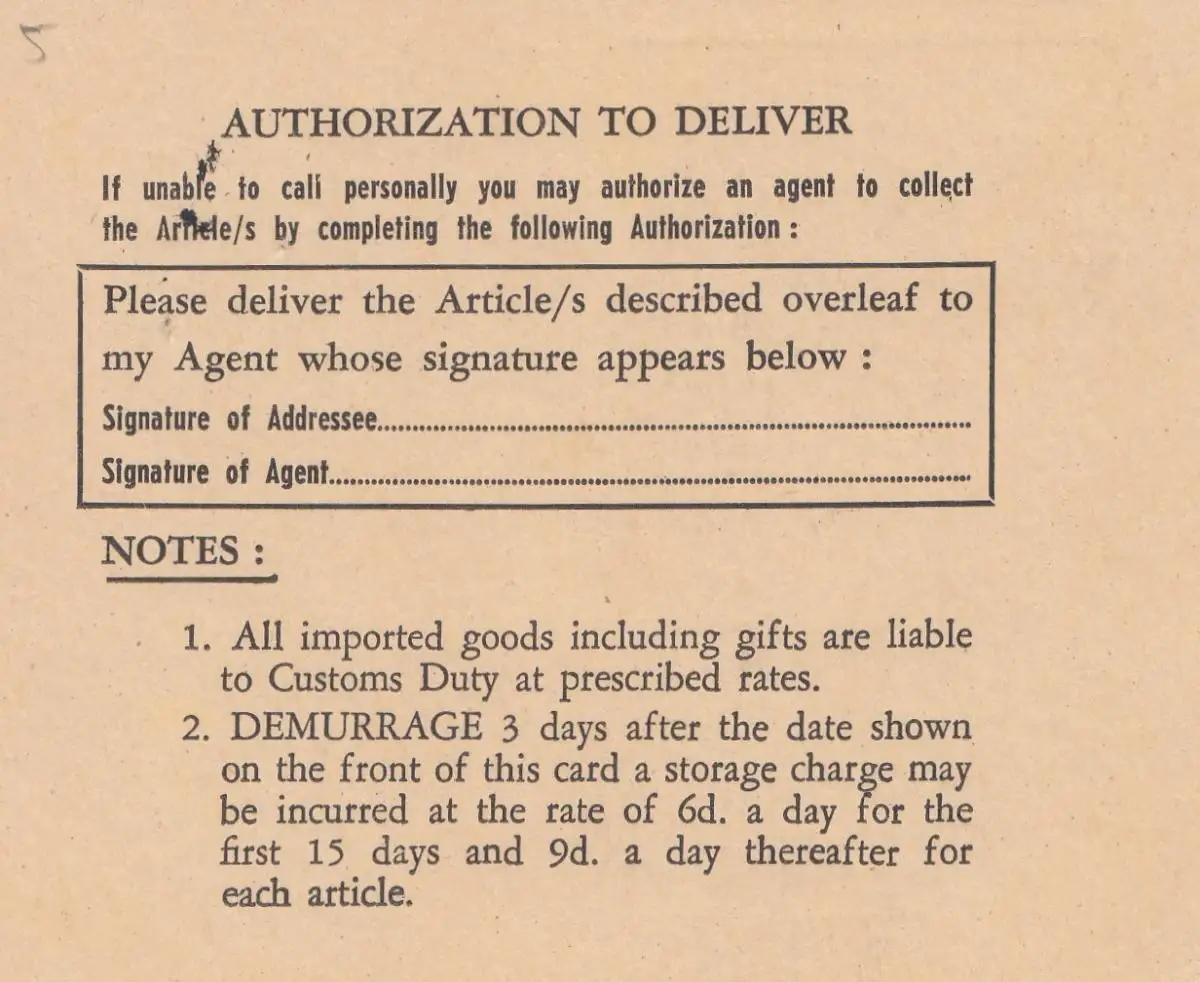 5
AUTHORIZATION TO DELIVER
If unable to call personally you may authorize an agent to collect
the Article/s by completing the following Authorization :
Please deliver the Article/s described overleaf to
my Agent whose signature appears below :
Signature of Addressee
Signature of Agent
NOTES :
1. All imported goods including gifts are liable
to Customs Duty at prescribed rates.
2. DEMURRAGE 3 days after the date shown
on the front of this card a storage charge may
be incurred at the rate of 6d. a day for the
first 15 days and 9d. a day thereafter for
each article.